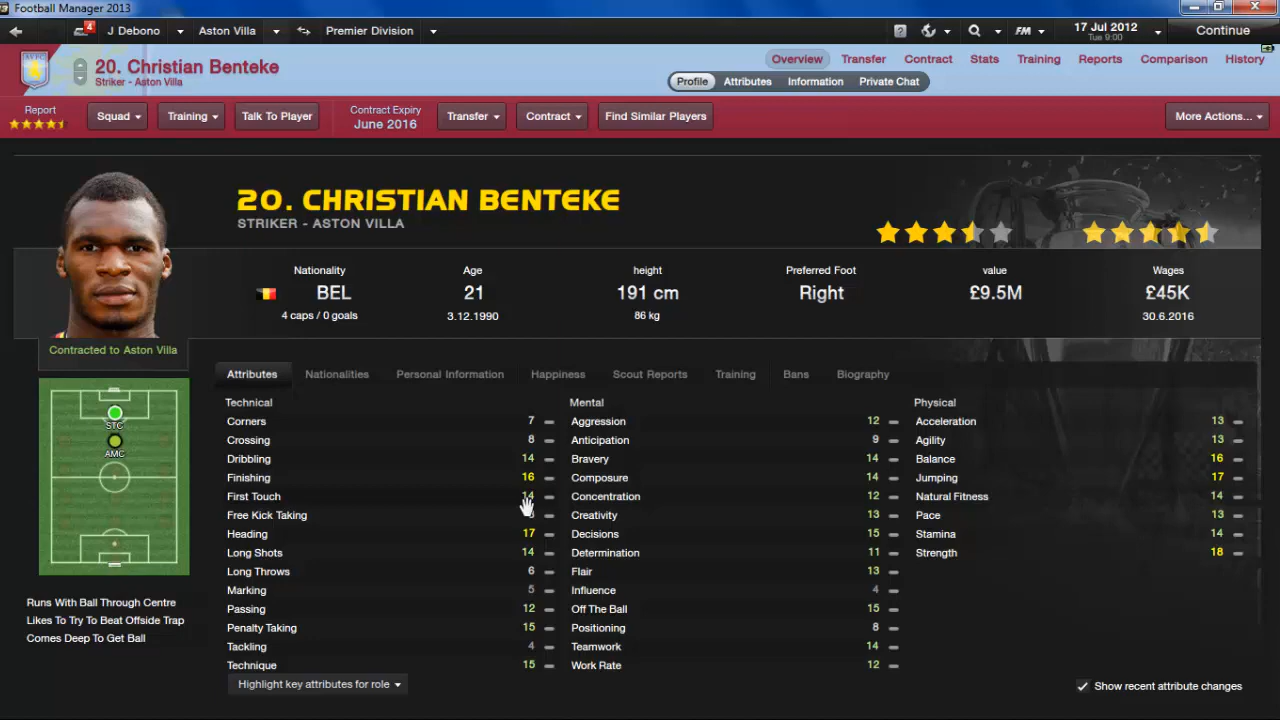 Football Manager 2013
4 J Debono Aston Villa Premier Division FM 17 Jul 2012 Continue
Tue 9:00
20. Christian Benteke
Striker - Aston Villa
Overview Transfer Contract Stats Training Reports Comparison History
Profile Attributes Information Private Chat
Report Squad Training Talk To Player Contract Expiry June 2016 Transfer Contract Find Similar Players More Actions...
20. CHRISTIAN BENTEKE
STRIKER - ASTON VILLA
Nationality Age height Preferred Foot value Wages
BEL 21 191 cm Right £9.5M £45K
4 caps / 0 goals 3.12.1990 86 kg 30.6.2016
Contracted to Aston Villa
STC
AMC
Runs With Ball Through Centre
Likes To Try To Beat Offside Trap
Comes Deep To Get Ball
Attributes Nationalities Personal Information Happiness Scout Reports Training Bans Biography
Technical Mental Physical
Corners 7 Aggression 12 Acceleration 13
Crossing 8 Anticipation 9 Agility 13
Dribbling 14 Bravery 14 Balance 16
Finishing 16 Composure 14 Jumping 17
First Touch 14 Concentration 12 Natural Fitness 14
Free Kick Taking Creativity 13 Pace 13
Heading 17 Decisions 15 Stamina 14
Long Shots 14 Determination 11 Strength 18
Long Throws 6 Flair 13
Marking 5 Influence 4
Passing 12 Off The Ball 15
Penalty Taking 15 Positioning 8
Tackling 4 Teamwork 14
Technique 15 Work Rate 12
Highlight key attributes for role
Show recent attribute changes